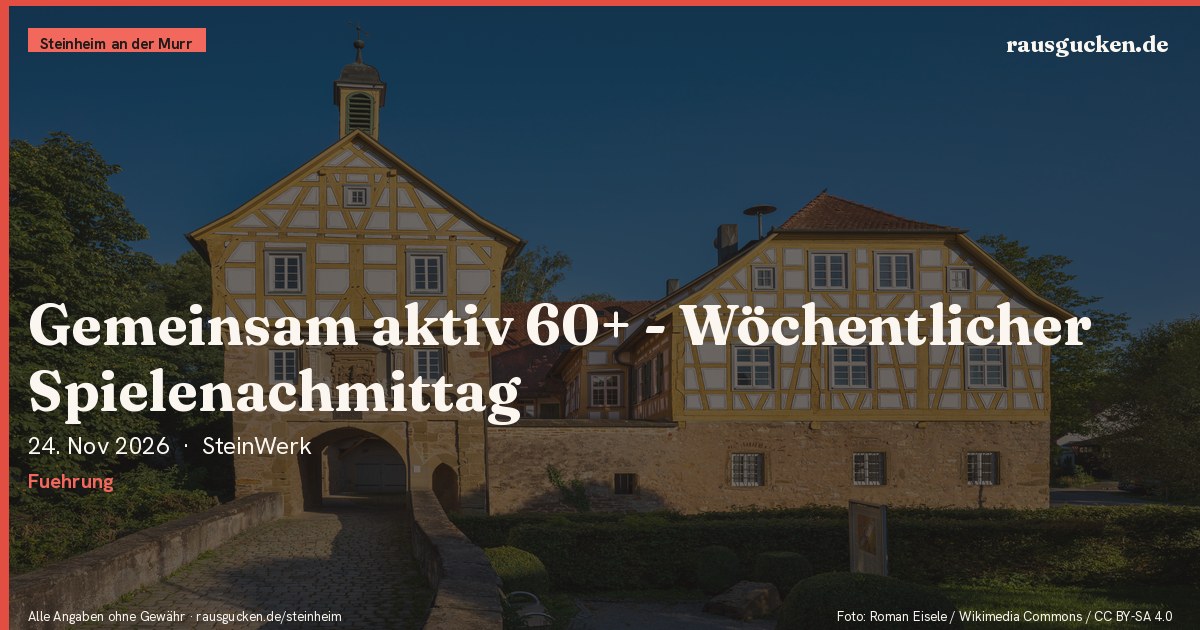 Steinheim an der Murr
rausgucken.de
Gemeinsam aktiv 60+ - Wöchentlicher
Spielenachmittag
24. Nov 2026 · SteinWerk
Fuehrung
Alle Angaben ohne Gewähr · rausgucken.de/steinheim
Foto: Roman Eisele / Wikimedia Commons / CC BY-SA 4.0